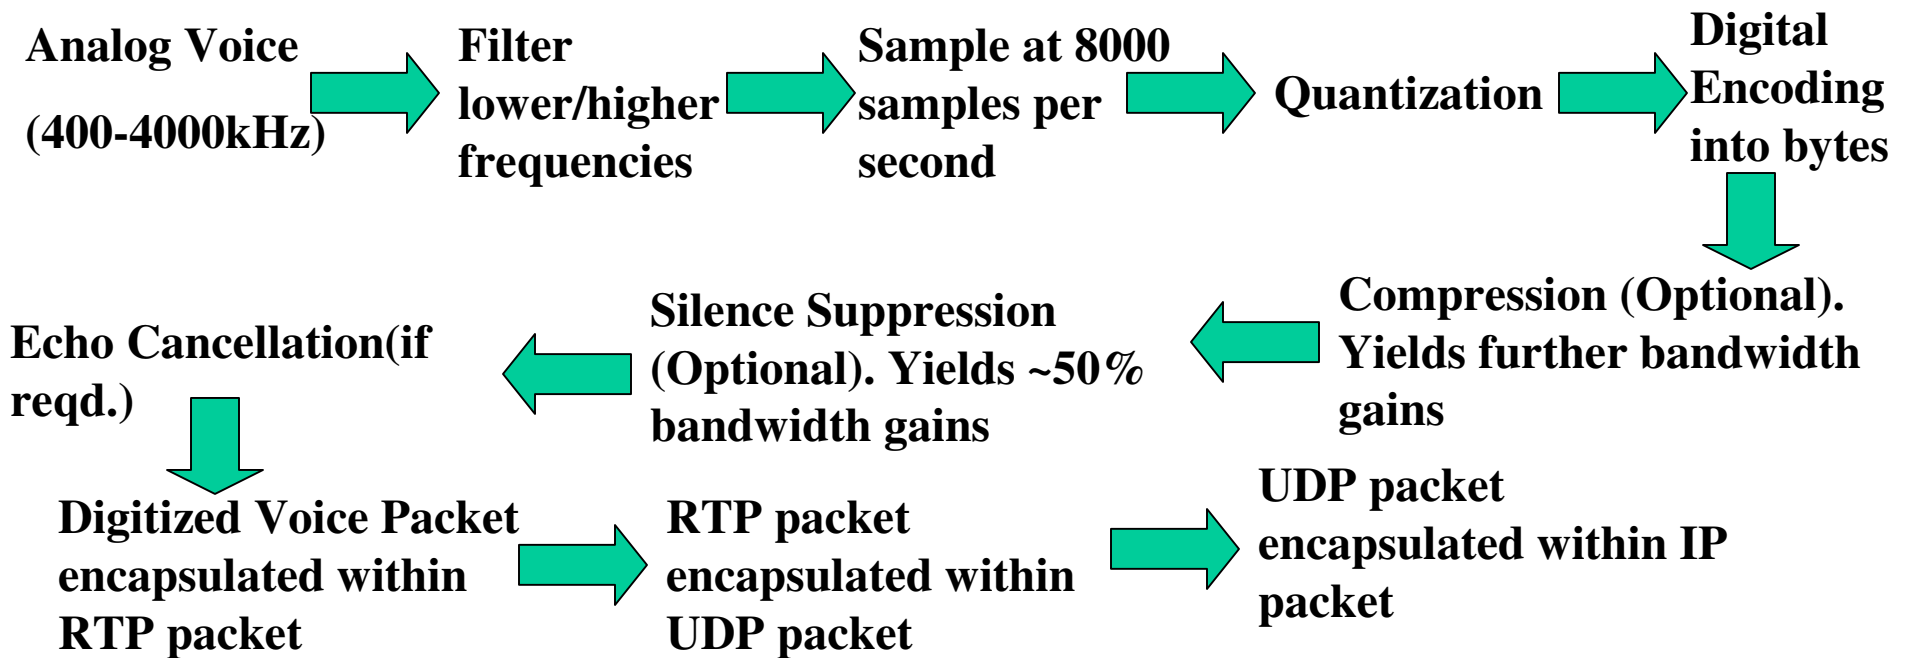 Analog Voice
(400-4000kHz)
Filter
lower/higher
frequencies
Sample at 8000
samples per
second
Quantization
Digital
Encoding
into bytes
Compression (Optional).
Yields further bandwidth
gains
Silence Suppression
(Optional). Yields ~50%
bandwidth gains
Echo Cancellation(if
reqd.)
Digitized Voice Packet
encapsulated within
RTP packet
RTP packet
encapsulated within
UDP packet
UDP packet
encapsulated within IP
packet